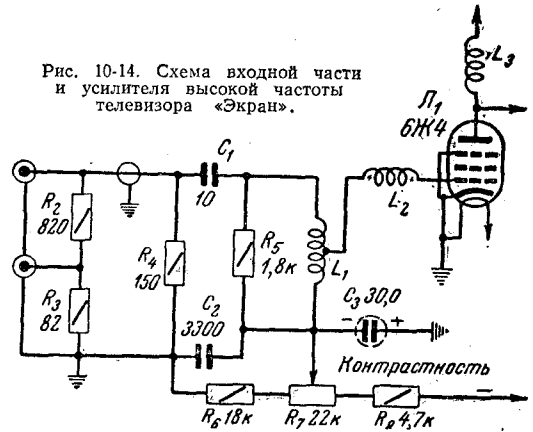 Рис. 10-14. Схема входной части
и усилителя высокой частоты
телевизора «Экран».
L₃
Л₁
6Ж4
C₁
10
L₂
R₂
820
R₄
150
R₅
1,8к
L₁
R₃
82
C₂
3300
C₃ 30,0
− +
Контрастность
−
R₆ 18к
R₇ 22к
R₈ 4,7к